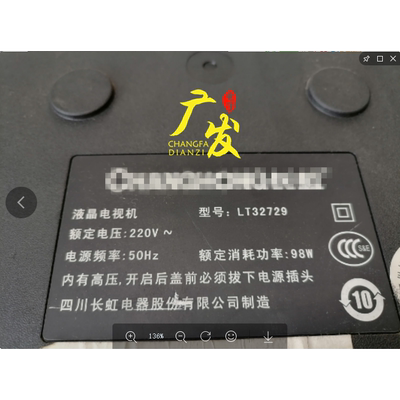 广发
CHANGFA
DIANZI
液晶电视机 型号: LT32729
额定电压: 220V～
电源频率: 50Hz 额定消耗功率: 98W
CCC S&E
内有高压,开启后盖前必须拔下电源插头
四川长虹电器股份有限公司制造
10
136%